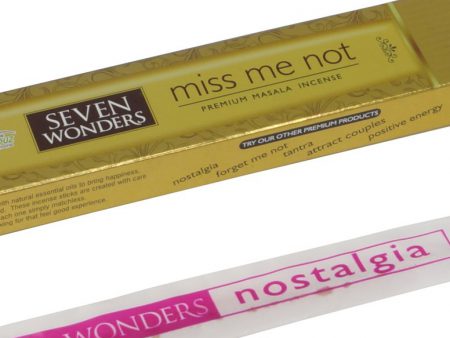 SEVEN
WONDERS
miss me not
PREMIUM MASALA INCENSE
TRY OUR OTHER PREMIUM PRODUCTS
nostalgia
forget me not
tantra
attract couples
positive energy
with natural essential oils to bring happiness,
These incense sticks are created with care
each one simply matchless.
for that feel good experience.
WONDERS
nostalgia